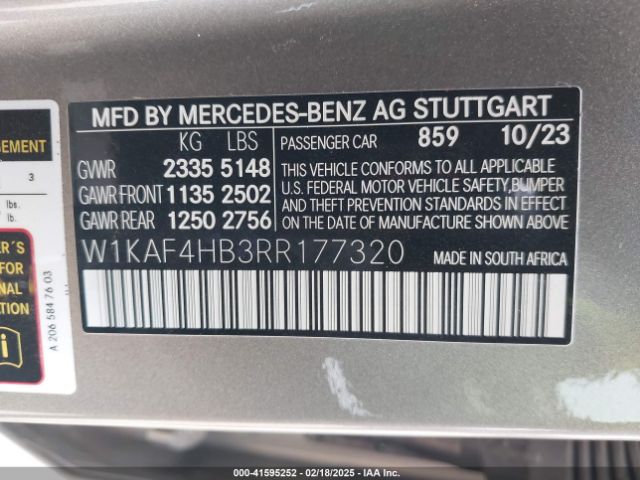 MFD BY MERCEDES-BENZ AG STUTTGART
KG LBS
PASSENGER CAR 859 10/23
GVWR 2335 5148
GAWR FRONT 1135 2502
GAWR REAR 1250 2756
THIS VEHICLE CONFORMS TO ALL APPLICABLE
U.S. FEDERAL MOTOR VEHICLE SAFETY, BUMPER
AND THEFT PREVENTION STANDARDS IN EFFECT
ON THE DATE OF MANUFACTURE SHOWN ABOVE.
W1KAF4HB3RR177320
MADE IN SOUTH AFRICA
GEMENT
3
lbs.
lb.
ER´S
FOR
NAL
ATION
i
A 206 584 76 03
000-41595252 - 02/18/2025 - IAA Inc.